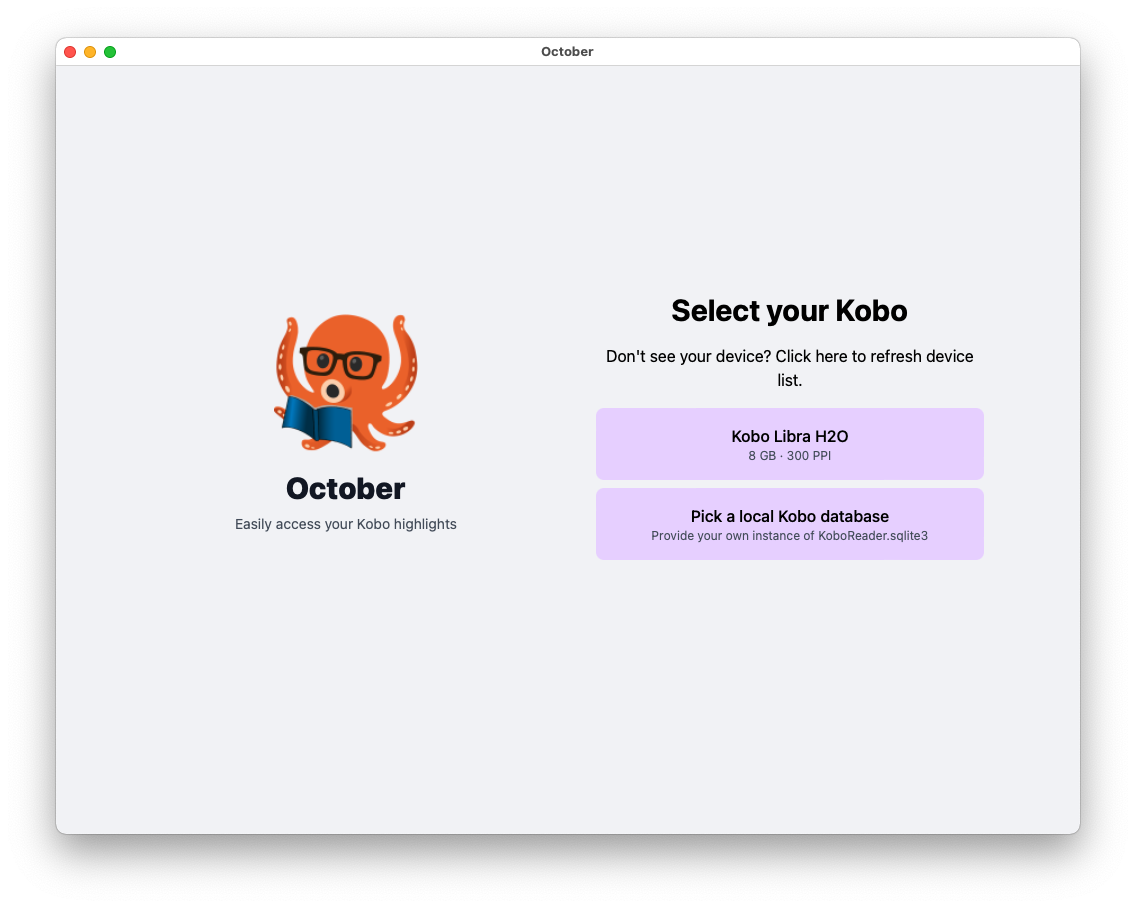 October
October
Easily access your Kobo highlights
Select your Kobo
Don't see your device? Click here to refresh device
list.
Kobo Libra H2O
8 GB · 300 PPI
Pick a local Kobo database
Provide your own instance of KoboReader.sqlite3